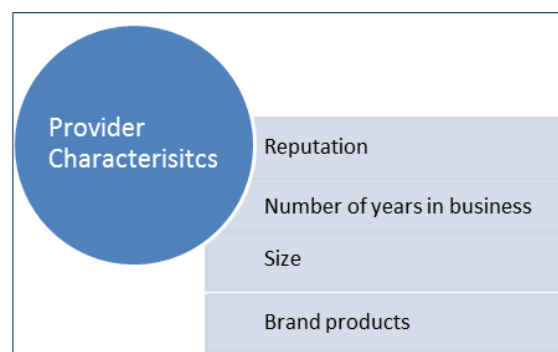 Provider
Characterisitcs
Reputation
Number of years in business
Size
Brand products